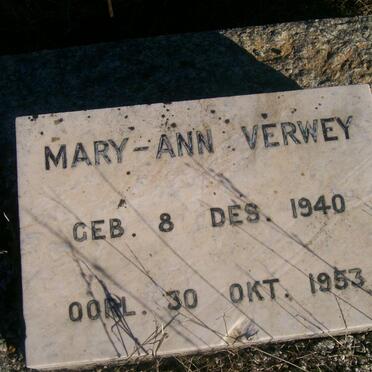 MARY-ANN VERWEY
GEB. 8 DES. 1940
OORL. 30 OKT. 1953